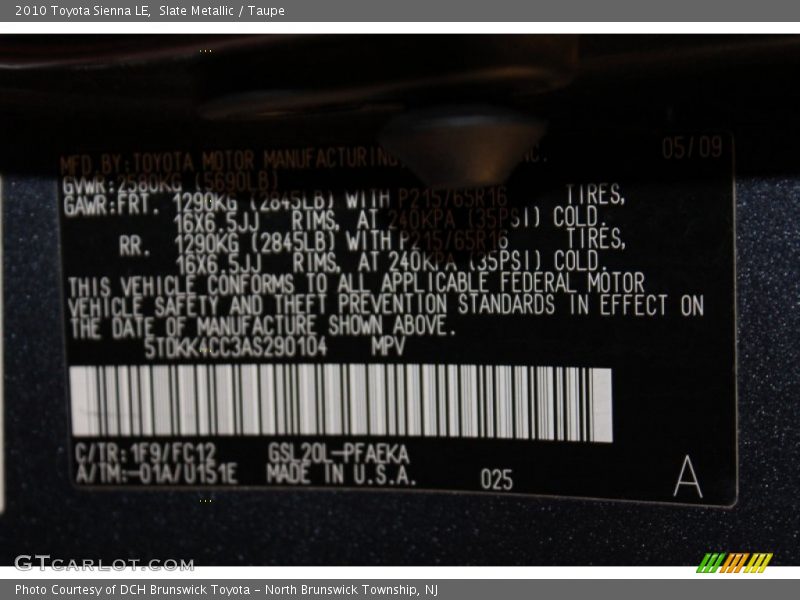 2010 Toyota Sienna LE, Slate Metallic / Taupe
MFD BY: TOYOTA MOTOR MANUFACTURING, INC. 05/09
GVWR: 2580KG (5690LB)
GAWR: FRT. 1290KG (2845LB) WITH P215/65R16 TIRES,
16X6.5JJ RIMS, AT 240KPA (35PSI) COLD.
RR. 1290KG (2845LB) WITH P215/65R16 TIRES,
16X6.5JJ RIMS, AT 240KPA (35PSI) COLD.
THIS VEHICLE CONFORMS TO ALL APPLICABLE FEDERAL MOTOR
VEHICLE SAFETY AND THEFT PREVENTION STANDARDS IN EFFECT ON
THE DATE OF MANUFACTURE SHOWN ABOVE.
5TDKK4CC3AS290104 MPV
C/TR: 1F9/FC12 GSL20L-PFAEKA
A/TM:-01A/U151E MADE IN U.S.A. 025 A
GTCARLOT.COM
Photo Courtesy of DCH Brunswick Toyota - North Brunswick Township, NJ